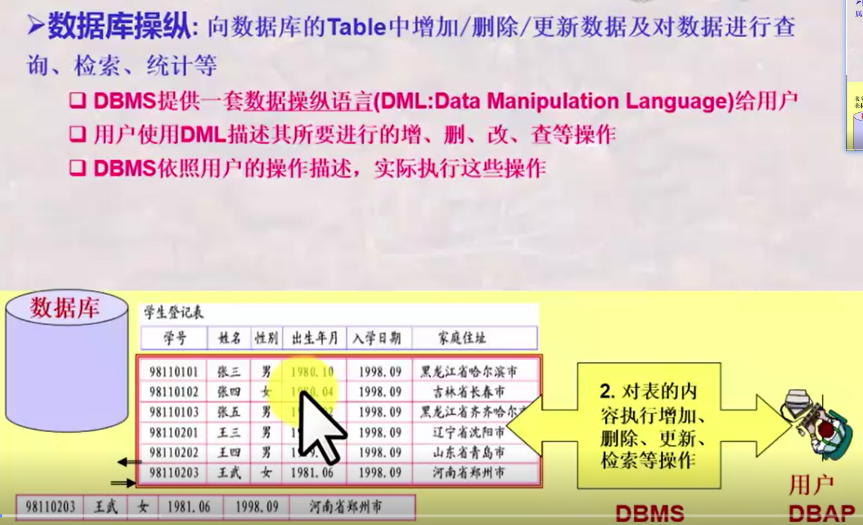 ➢数据库操纵: 向数据库的Table中增加/删除/更新数据及对数据进行查
询、检索、统计等
❑ DBMS提供一套数据操纵语言(DML:Data Manipulation Language)给用户
❑ 用户使用DML描述其所要进行的增、删、改、查等操作
❑ DBMS依照用户的操作描述，实际执行这些操作
数据库
学生登记表
学号 姓名 性别 出生年月 入学日期 家庭住址
98110101 张三 男 1980.10 1998.09 黑龙江省哈尔滨市
98110102 张四 女 1980.04 1998.09 吉林省长春市
98110103 张五 男 1998.09 黑龙江省齐齐哈尔
98110201 王三 男 1998.09 辽宁省沈阳市
98110202 王四 男 1998.09 山东省青岛市
98110203 王武 女 1981.06 1998.09 河南省郑州市
98110203 王武 女 1981.06 1998.09 河南省郑州市
2. 对表的内
容执行增加、
删除、更新、
检索等操作
DBMS
用户
DBAP